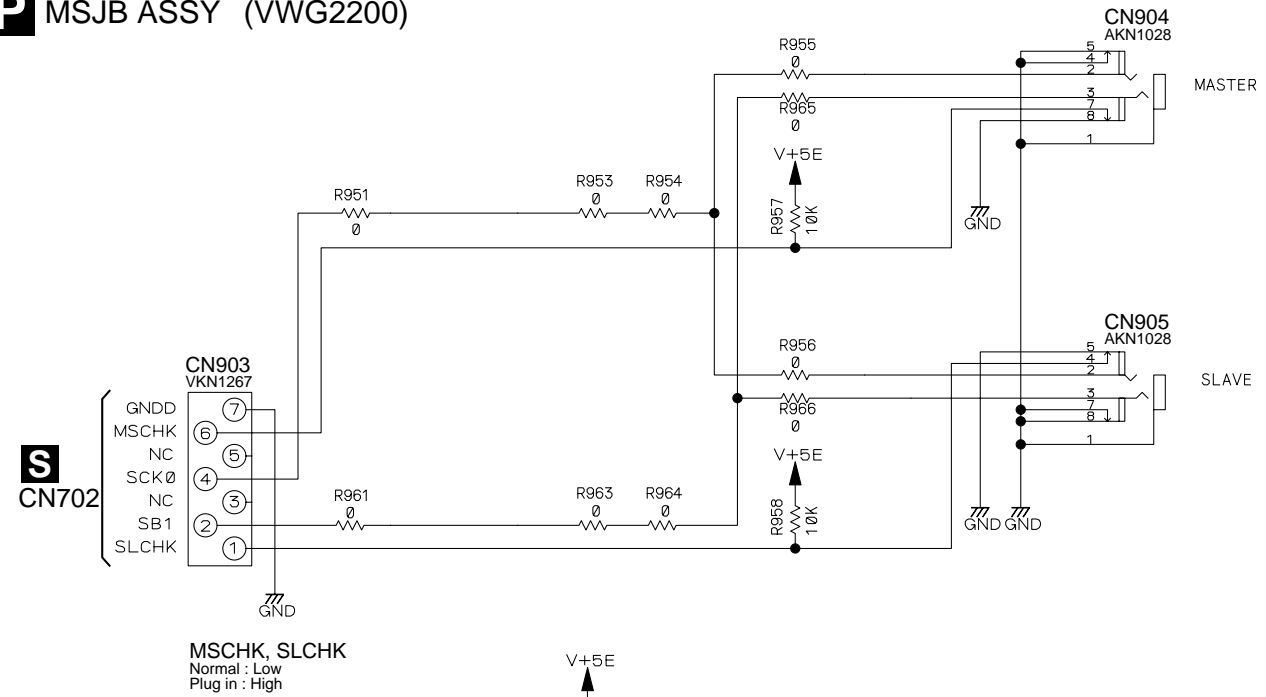 P MSJB ASSY (VWG2200)
CN904
AKN1028
R955
0
5
4
2
MASTER
3
7
8
R965
0
1
V+5E
R957
10K
GND
R951
0
R953
0
R954
0
CN905
AKN1028
R956
0
5
4
2
SLAVE
3
7
8
R966
0
1
V+5E
R958
10K
GND GND
CN903
VKN1267
GNDD 7
MSCHK 6
NC 5
SCK0 4
NC 3
SB1 2
SLCHK 1
S
CN702
R961
0
R963
0
R964
0
GND
MSCHK, SLCHK
Normal : Low
Plug in : High
V+5E